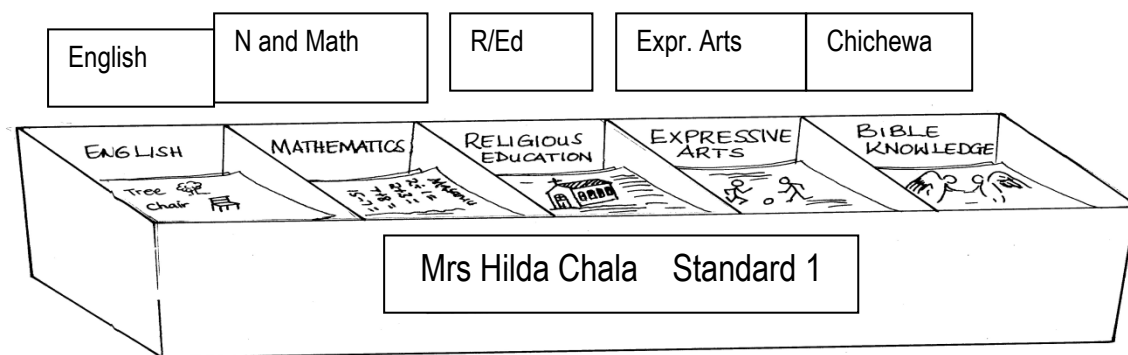 English
N and Math
R/Ed
Expr. Arts
Chichewa
ENGLISH
MATHEMATICS
RELIGIOUS
EDUCATION
EXPRESSIVE
ARTS
BIBLE
KNOWLEDGE
Tree
Chair
Mrs Hilda Chala Standard 1